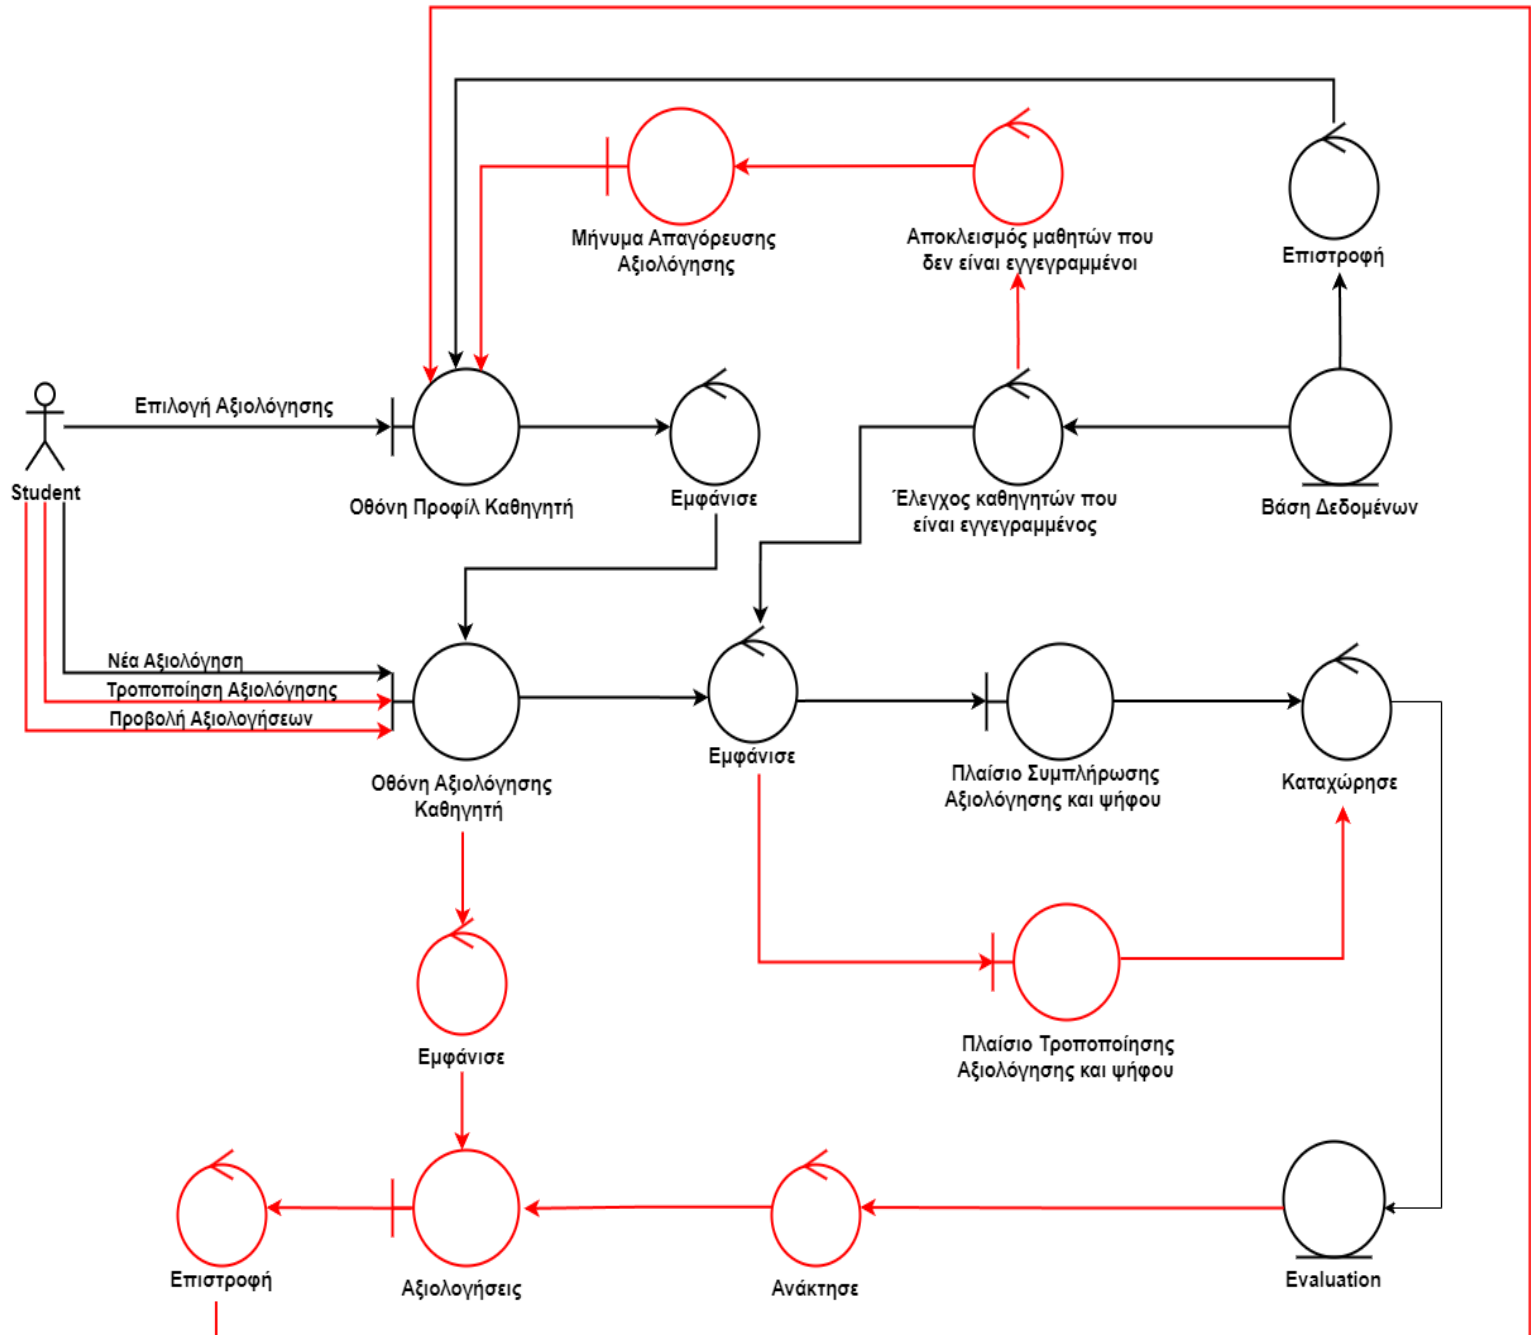 Μήνυμα Απαγόρευσης
Αξιολόγησης
Αποκλεισμός μαθητών που
δεν είναι εγγεγραμμένοι
Επιστροφή
Επιλογή Αξιολόγησης
Student
Οθόνη Προφίλ Καθηγητή
Εμφάνισε
Έλεγχος καθηγητών που
είναι εγγεγραμμένος
Βάση Δεδομένων
Νέα Αξιολόγηση
Τροποποίηση Αξιολόγησης
Προβολή Αξιολογήσεων
Οθόνη Αξιολόγησης
Καθηγητή
Εμφάνισε
Πλαίσιο Συμπλήρωσης
Αξιολόγησης και ψήφου
Καταχώρησε
Εμφάνισε
Πλαίσιο Τροποποίησης
Αξιολόγησης και ψήφου
Επιστροφή
Αξιολογήσεις
Ανάκτησε
Evaluation